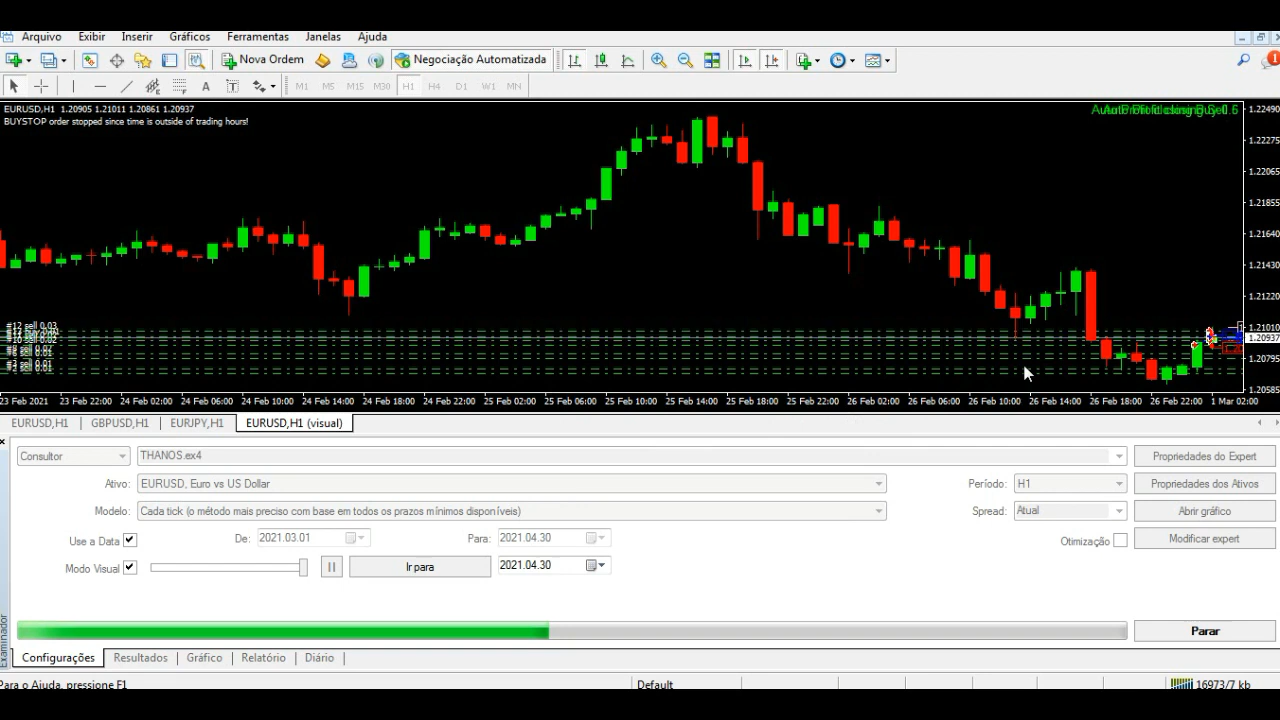 Arquivo Exibir Inserir Gráficos Ferramentas Janelas Ajuda
Nova Ordem Negociação Automatizada
M1 M5 M15 M30 H1 H4 D1 W1 MN
EURUSD,H1 1.20905 1.21011 1.20861 1.20937
BUYSTOP order stopped since time is outside of trading hours!
1.22490
1.22275
1.22065
1.21855
1.21640
1.21430
1.21220
1.21010
1.20937
1.20795
1.20585
#12 sell 0.03
23 Feb 2021 23 Feb 22:00 24 Feb 06:00 24 Feb 10:00 24 Feb 14:00 24 Feb 18:00 24 Feb 22:00 25 Feb 02:00 25 Feb 06:00 25 Feb 10:00 25 Feb 14:00 25 Feb 18:00 25 Feb 22:00 26 Feb 02:00 26 Feb 06:00 26 Feb 10:00 26 Feb 14:00 26 Feb 18:00 26 Feb 22:00 1 Mar 02:00
EURUSD,H1 GBPUSD,H1 EURJPY,H1 EURUSD,H1 (visual)
Consultor THANOS.ex4 Propriedades do Expert
Ativo: EURUSD, Euro vs US Dollar Período: H1 Propriedades dos Ativos
Modelo: Cada tick (o método mais preciso com base em todos os prazos mínimos disponíveis) Spread: Atual Abrir gráfico
Use a Data De: 2021.03.01 Para: 2021.04.30 Otimização Modificar expert
Modo Visual Ir para 2021.04.30
Parar
Examinador
Configurações Resultados Gráfico Relatório Diário
Para o Ajuda, pressione F1 Default 16973/7 kb